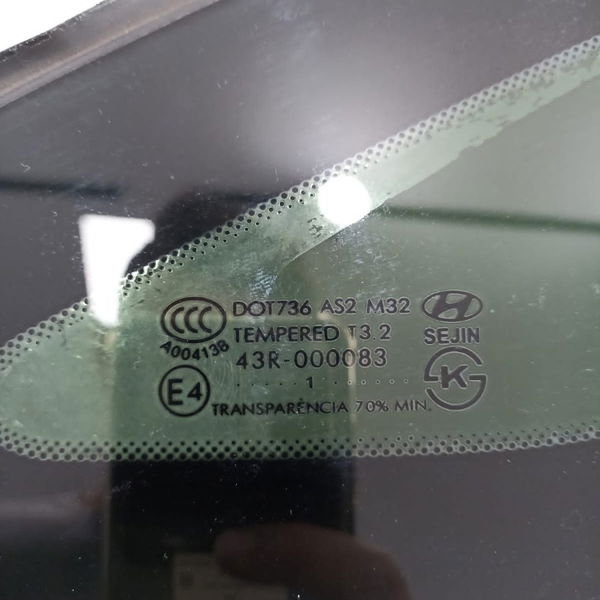 CCC DOT736 AS2 M32
A004138 TEMPERED T3.2 SEJIN
43R-000083
E4 .....1...... K
TRANSPARÊNCIA 70% MIN.